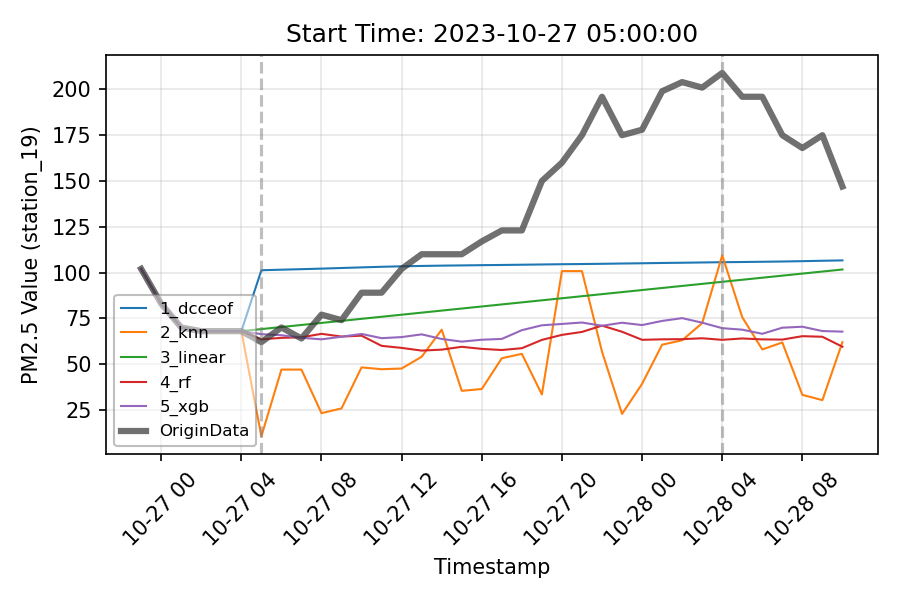 Start Time: 2023-10-27 05:00:00
PM2.5 Value (station_19)
200
175
150
125
100
75
50
25
1_dcceof
2_knn
3_linear
4_rf
5_xgb
OriginData
10-27 00
10-27 04
10-27 08
10-27 12
10-27 16
10-27 20
10-28 00
10-28 04
10-28 08
Timestamp